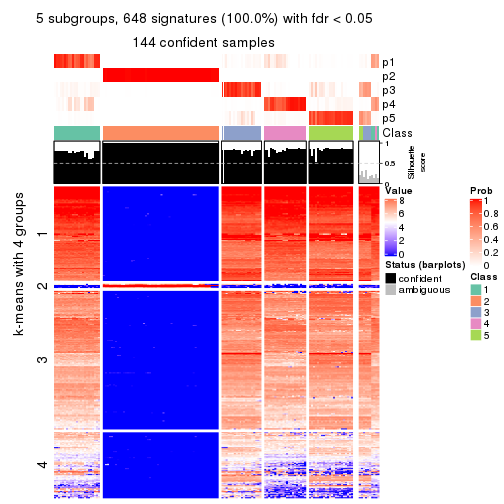 5 subgroups, 648 signatures (100.0%) with fdr < 0.05
144 confident samples
p1
p2
p3
p4
p5
Class
1
0.5
0
Silhouette
score
k-means with 4 groups
1
2
3
4
Value
8
6
4
2
0
Status (barplots)
confident
ambiguous
Prob
1
0.8
0.6
0.4
0.2
0
Class
1
2
3
4
5